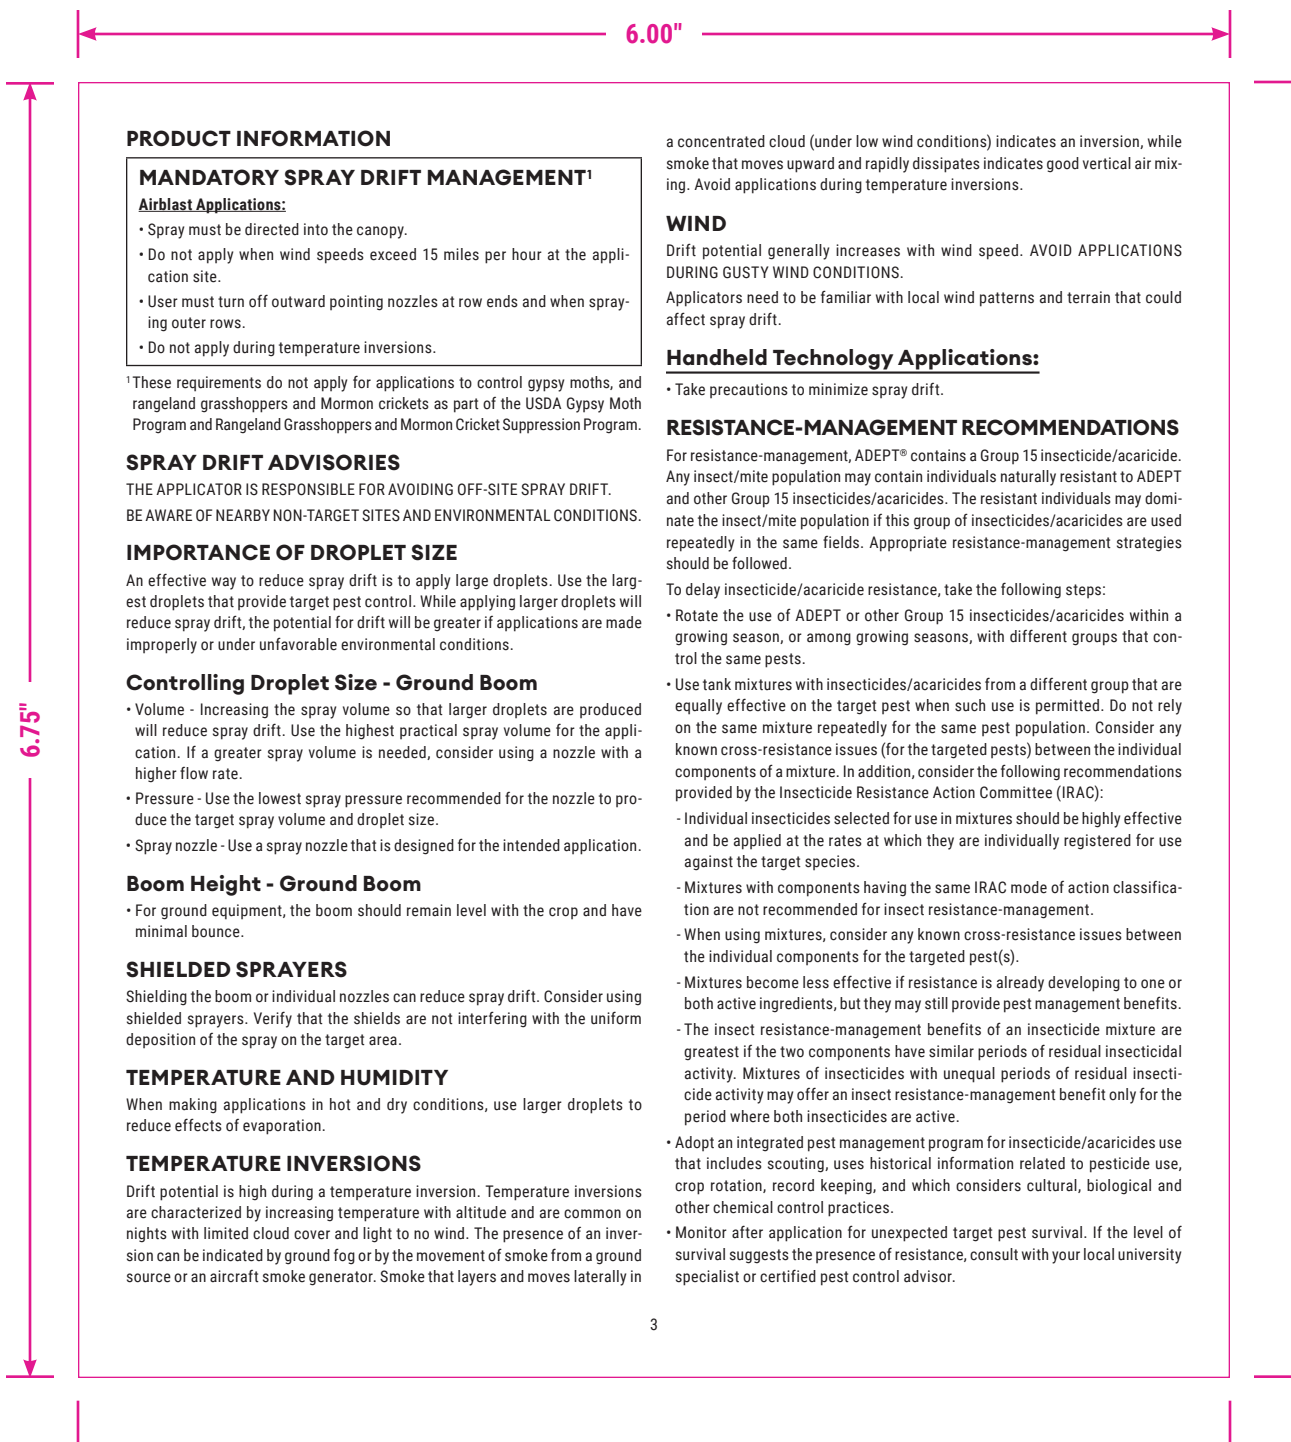 6.00"
6.75"
PRODUCT INFORMATION
MANDATORY SPRAY DRIFT MANAGEMENT¹
Airblast Applications:
• Spray must be directed into the canopy.
• Do not apply when wind speeds exceed 15 miles per hour at the appli-
cation site.
• User must turn off outward pointing nozzles at row ends and when spray-
ing outer rows.
• Do not apply during temperature inversions.
¹ These requirements do not apply for applications to control gypsy moths, and
rangeland grasshoppers and Mormon crickets as part of the USDA Gypsy Moth
Program and Rangeland Grasshoppers and Mormon Cricket Suppression Program.
SPRAY DRIFT ADVISORIES
THE APPLICATOR IS RESPONSIBLE FOR AVOIDING OFF-SITE SPRAY DRIFT.
BE AWARE OF NEARBY NON-TARGET SITES AND ENVIRONMENTAL CONDITIONS.
IMPORTANCE OF DROPLET SIZE
An effective way to reduce spray drift is to apply large droplets. Use the larg-
est droplets that provide target pest control. While applying larger droplets will
reduce spray drift, the potential for drift will be greater if applications are made
improperly or under unfavorable environmental conditions.
Controlling Droplet Size - Ground Boom
• Volume - Increasing the spray volume so that larger droplets are produced
will reduce spray drift. Use the highest practical spray volume for the appli-
cation. If a greater spray volume is needed, consider using a nozzle with a
higher flow rate.
• Pressure - Use the lowest spray pressure recommended for the nozzle to pro-
duce the target spray volume and droplet size.
• Spray nozzle - Use a spray nozzle that is designed for the intended application.
Boom Height - Ground Boom
• For ground equipment, the boom should remain level with the crop and have
minimal bounce.
SHIELDED SPRAYERS
Shielding the boom or individual nozzles can reduce spray drift. Consider using
shielded sprayers. Verify that the shields are not interfering with the uniform
deposition of the spray on the target area.
TEMPERATURE AND HUMIDITY
When making applications in hot and dry conditions, use larger droplets to
reduce effects of evaporation.
TEMPERATURE INVERSIONS
Drift potential is high during a temperature inversion. Temperature inversions
are characterized by increasing temperature with altitude and are common on
nights with limited cloud cover and light to no wind. The presence of an inver-
sion can be indicated by ground fog or by the movement of smoke from a ground
source or an aircraft smoke generator. Smoke that layers and moves laterally in
a concentrated cloud (under low wind conditions) indicates an inversion, while
smoke that moves upward and rapidly dissipates indicates good vertical air mix-
ing. Avoid applications during temperature inversions.
WIND
Drift potential generally increases with wind speed. AVOID APPLICATIONS
DURING GUSTY WIND CONDITIONS.
Applicators need to be familiar with local wind patterns and terrain that could
affect spray drift.
Handheld Technology Applications:
• Take precautions to minimize spray drift.
RESISTANCE-MANAGEMENT RECOMMENDATIONS
For resistance-management, ADEPT® contains a Group 15 insecticide/acaricide.
Any insect/mite population may contain individuals naturally resistant to ADEPT
and other Group 15 insecticides/acaricides. The resistant individuals may domi-
nate the insect/mite population if this group of insecticides/acaricides are used
repeatedly in the same fields. Appropriate resistance-management strategies
should be followed.
To delay insecticide/acaricide resistance, take the following steps:
• Rotate the use of ADEPT or other Group 15 insecticides/acaricides within a
growing season, or among growing seasons, with different groups that con-
trol the same pests.
• Use tank mixtures with insecticides/acaricides from a different group that are
equally effective on the target pest when such use is permitted. Do not rely
on the same mixture repeatedly for the same pest population. Consider any
known cross-resistance issues (for the targeted pests) between the individual
components of a mixture. In addition, consider the following recommendations
provided by the Insecticide Resistance Action Committee (IRAC):
- Individual insecticides selected for use in mixtures should be highly effective
and be applied at the rates at which they are individually registered for use
against the target species.
- Mixtures with components having the same IRAC mode of action classifica-
tion are not recommended for insect resistance-management.
- When using mixtures, consider any known cross-resistance issues between
the individual components for the targeted pest(s).
- Mixtures become less effective if resistance is already developing to one or
both active ingredients, but they may still provide pest management benefits.
- The insect resistance-management benefits of an insecticide mixture are
greatest if the two components have similar periods of residual insecticidal
activity. Mixtures of insecticides with unequal periods of residual insecti-
cide activity may offer an insect resistance-management benefit only for the
period where both insecticides are active.
• Adopt an integrated pest management program for insecticide/acaricides use
that includes scouting, uses historical information related to pesticide use,
crop rotation, record keeping, and which considers cultural, biological and
other chemical control practices.
• Monitor after application for unexpected target pest survival. If the level of
survival suggests the presence of resistance, consult with your local university
specialist or certified pest control advisor.
3